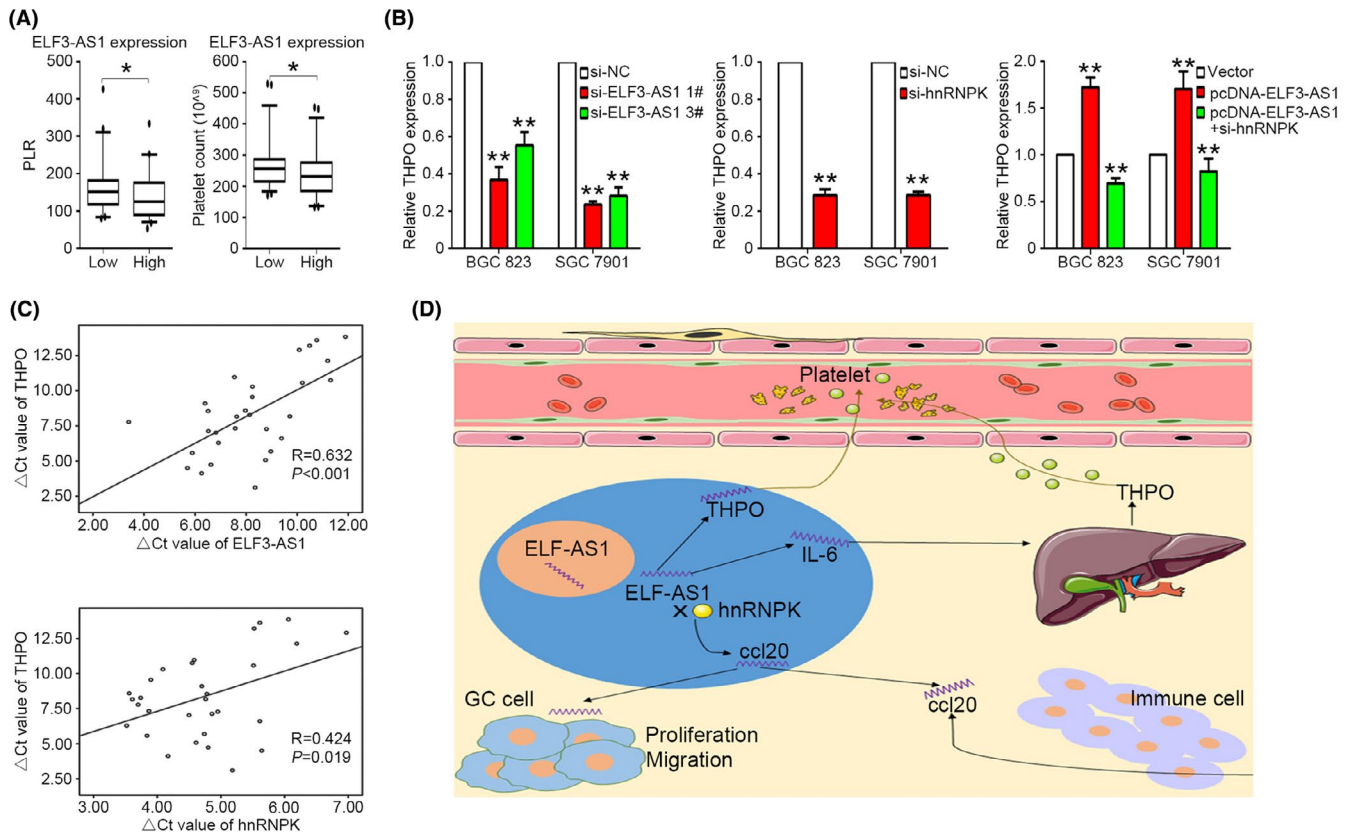 (A)
ELF3-AS1 expression
ELF3-AS1 expression
500
400
300
200
100
0
PLR
*
Low
High
600
500
400
300
200
100
0
Platelet count (10^9)
*
Low
High
(B)
1.0
0.8
0.6
0.4
0.2
0
Relative THPO expression
si-NC
si-ELF3-AS1 1#
si-ELF3-AS1 3#
**
**
**
**
BGC 823
SGC 7901
1.0
0.8
0.6
0.4
0.2
0
Relative THPO expression
si-NC
si-hnRNPK
**
**
BGC 823
SGC 7901
2.5
2.0
1.5
1.0
0.5
0
Relative THPO expression
Vector
pcDNA-ELF3-AS1
pcDNA-ELF3-AS1
+si-hnRNPK
**
**
**
**
BGC 823
SGC 7901
(C)
12.50
10.00
7.50
5.00
2.50
△Ct value of THPO
R=0.632
P<0.001
2.00
4.00
6.00
8.00
10.00
12.00
△Ct value of ELF3-AS1
12.50
10.00
7.50
5.00
2.50
△Ct value of THPO
R=0.424
P=0.019
3.00
4.00
5.00
6.00
7.00
△Ct value of hnRNPK
(D)
Platelet
THPO
THPO
ELF-AS1
IL-6
ELF-AS1
X
hnRNPK
ccl20
GC cell
ccl20
Immune cell
Proliferation
Migration